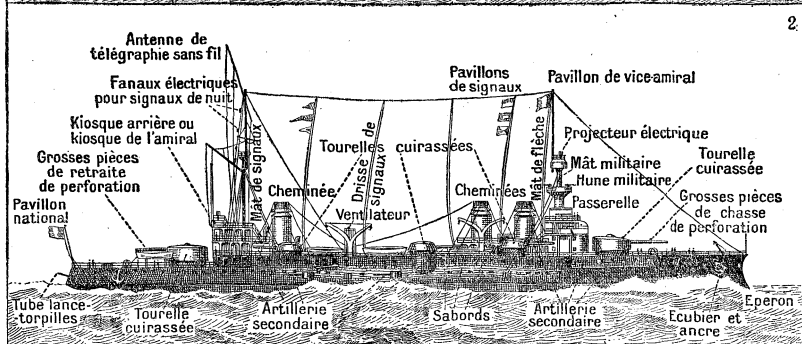 2
Antenne de
télégraphie sans fil
Fanaux électriques
pour signaux de nuit
Kiosque arrière ou
kiosque de l'amiral
Grosses pièces
de retraite
de perforation
Pavillon
national
Mât de signaux
Cheminée
Tourelles cuirassées
Drisse de
signaux
Ventilateur
Pavillons
de signaux
Pavillon de vice-amiral
Cheminées
Mât de flèche
Projecteur électrique
Mât militaire
Hune militaire
Passerelle
Tourelle
cuirassée
Grosses pièces
de chasse
de perforation
Tube lance-
torpilles
Tourelle
cuirassée
Artillerie
secondaire
Sabords
Artillerie
secondaire
Ecubier et
ancre
Eperon